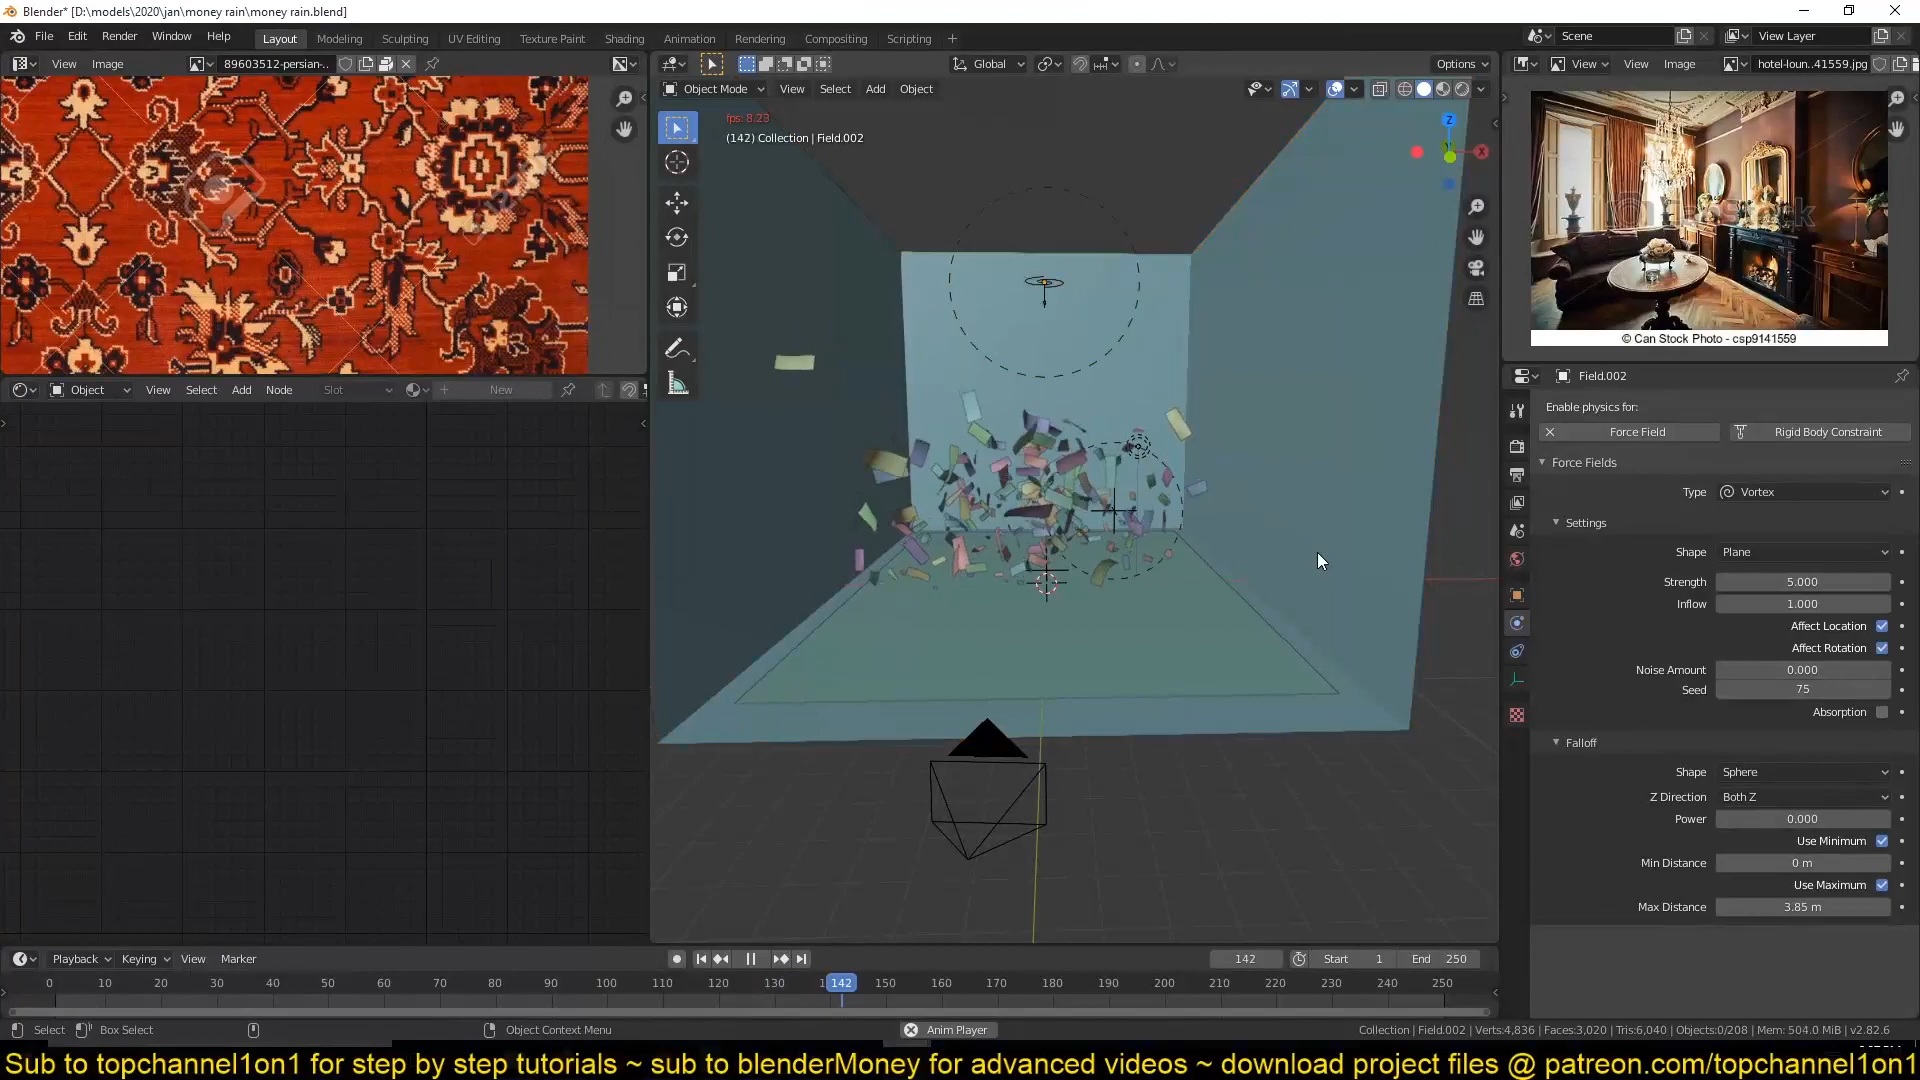 Blender* [D:\models\2020\jan\money rain\money rain.blend]
File Edit Render Window Help Layout Modeling Sculpting UV Editing Texture Paint Shading Animation Rendering Compositing Scripting Scene View Layer
View Image 89603512-persian-.. Global Options View View Image hotel-loun..41559.jpg
Object Mode View Select Add Object
fps: 8.23
(142) Collection | Field.002
Z
X
© Can Stock Photo - csp9141559
Object View Select Add Node Slot New
Field.002
Enable physics for:
Force Field Rigid Body Constraint
Force Fields
Type Vortex
Settings
Shape Plane
Strength 5.000
Inflow 1.000
Affect Location
Affect Rotation
Noise Amount 0.000
Seed 75
Absorption
Falloff
Shape Sphere
Z Direction Both Z
Power 0.000
Use Minimum
Min Distance 0 m
Use Maximum
Max Distance 3.85 m
Playback Keying View Marker 142 Start 1 End 250
0 10 20 30 40 50 60 70 80 90 100 110 120 130 142 150 160 170 180 190 200 210 220 230 240 250
Select Box Select Object Context Menu Anim Player Collection | Field.002 | Verts:4,836 | Faces:3,020 | Tris:6,040 | Objects:0/208 | Mem: 504.0 MiB | v2.82.6
Sub to topchannel1on1 for step by step tutorials ~ sub to blenderMoney for advanced videos ~ download project files @ patreon.com/topchannel1on1